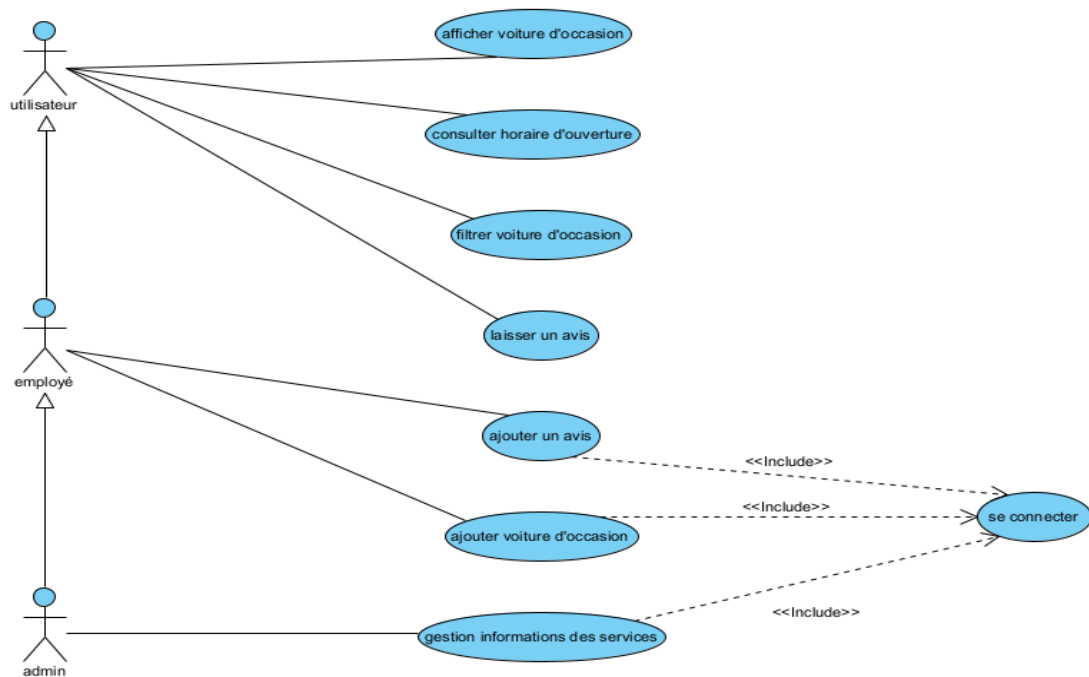 afficher voiture d'occasion
utilisateur
consulter horaire d'ouverture
filtrer voiture d'occasion
laisser un avis
employé
ajouter un avis
<<Include>>
<<Include>>
se connecter
ajouter voiture d'occasion
<<Include>>
gestion informations des services
admin